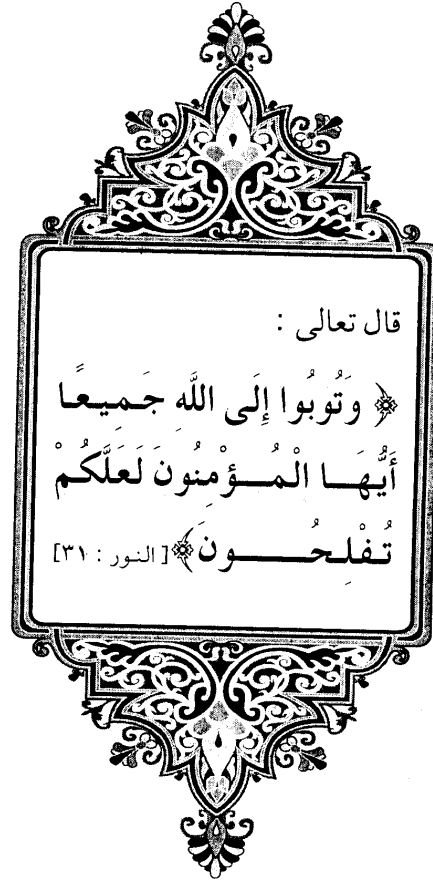 قال تعالى :
﴿ وَتُوبُوا إِلَى اللَّهِ جَمِيعًا
أَيُّهَا الْمُؤْمِنُونَ لَعَلَّكُمْ
تُفْلِحُونَ﴾ [ النور : ٣١]